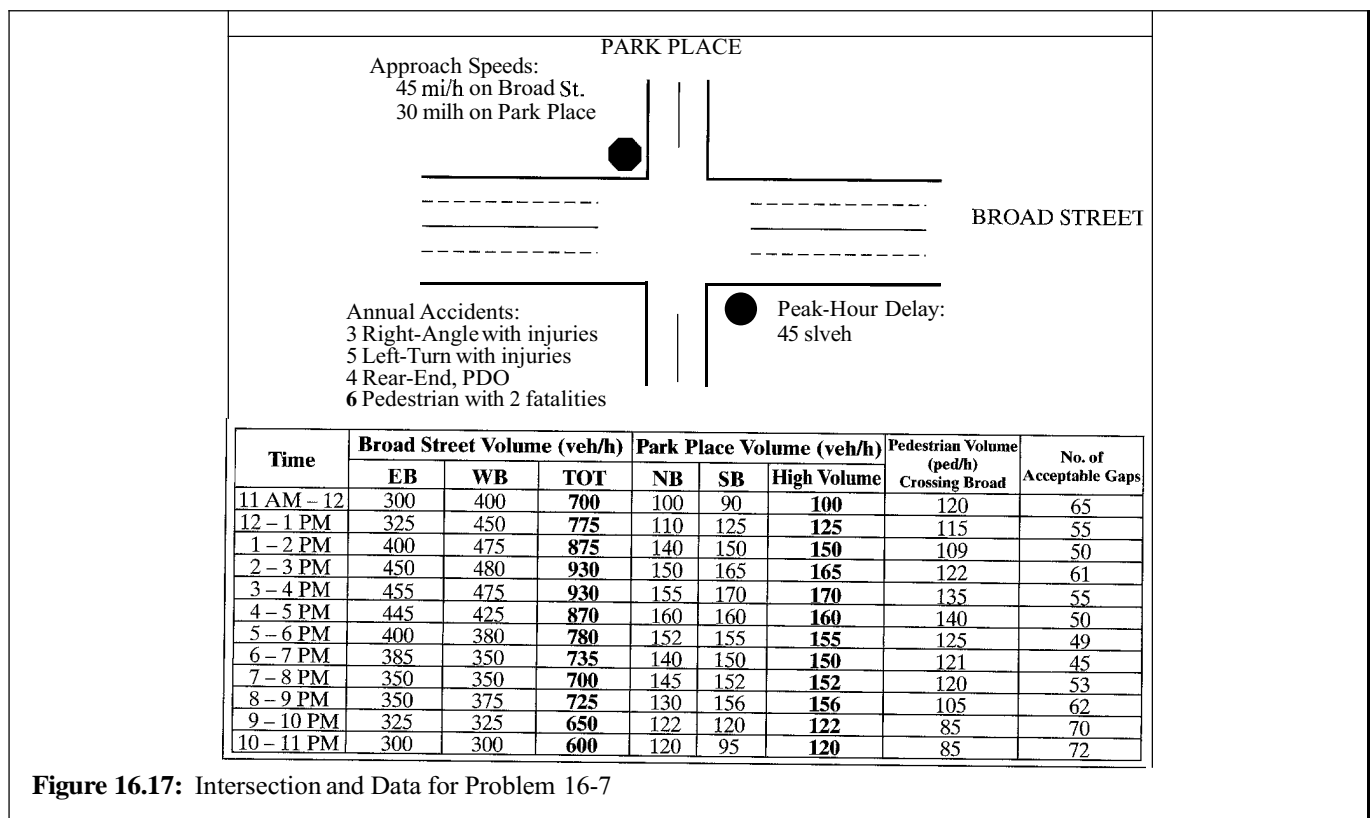 PARK PLACE
Approach Speeds:
45 mi/h on Broad St.
30 milh on Park Place
BROAD STREET
Annual Accidents:
3 Right-Angle with injuries
5 Left-Turn with injuries
4 Rear-End, PDO
6 Pedestrian with 2 fatalities
Peak-Hour Delay:
45 slveh
Time Broad Street Volume (veh/h) Park Place Volume (veh/h) Pedestrian Volume (ped/h) Crossing Broad No. of Acceptable Gaps
EB WB TOT NB SB High Volume
11 AM – 12 300 400 700 100 90 100 120 65
12 – 1 PM 325 450 775 110 125 125 115 55
1 – 2 PM 400 475 875 140 150 150 109 50
2 – 3 PM 450 480 930 150 165 165 122 61
3 – 4 PM 455 475 930 155 170 170 135 55
4 – 5 PM 445 425 870 160 160 160 140 50
5 – 6 PM 400 380 780 152 155 155 125 49
6 – 7 PM 385 350 735 140 150 150 121 45
7 – 8 PM 350 350 700 145 152 152 120 53
8 – 9 PM 350 375 725 130 156 156 105 62
9 – 10 PM 325 325 650 122 120 122 85 70
10 – 11 PM 300 300 600 120 95 120 85 72
Figure 16.17: Intersection and Data for Problem 16-7